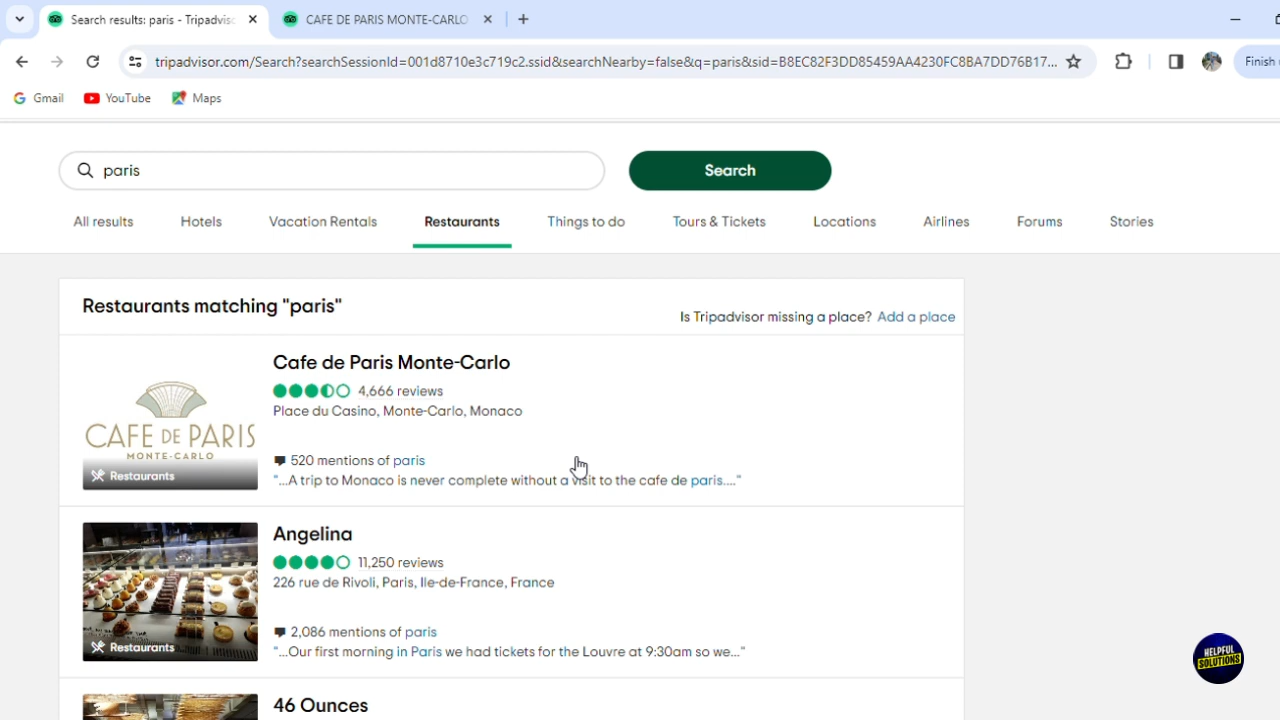 Search results: paris - Tripadvis
CAFE DE PARIS MONTE-CARLO
tripadvisor.com/Search?searchSessionId=001d8710e3c719c2.ssid&searchNearby=false&q=paris&sid=B8EC82F3DD85459AA4230FC8BA7DD76B17...
Finish
Gmail
YouTube
Maps
paris
Search
All results
Hotels
Vacation Rentals
Restaurants
Things to do
Tours & Tickets
Locations
Airlines
Forums
Stories
Restaurants matching "paris"
Is Tripadvisor missing a place? Add a place
Cafe de Paris Monte-Carlo
4,666 reviews
Place du Casino, Monte-Carlo, Monaco
CAFE DE PARIS
MONTE-CARLO
Restaurants
520 mentions of paris
"...A trip to Monaco is never complete without a visit to the cafe de paris...."
Angelina
11,250 reviews
226 rue de Rivoli, Paris, Ile-de-France, France
Restaurants
2,086 mentions of paris
"...Our first morning in Paris we had tickets for the Louvre at 9:30am so we..."
46 Ounces
HELPFUL
SOLUTIONS